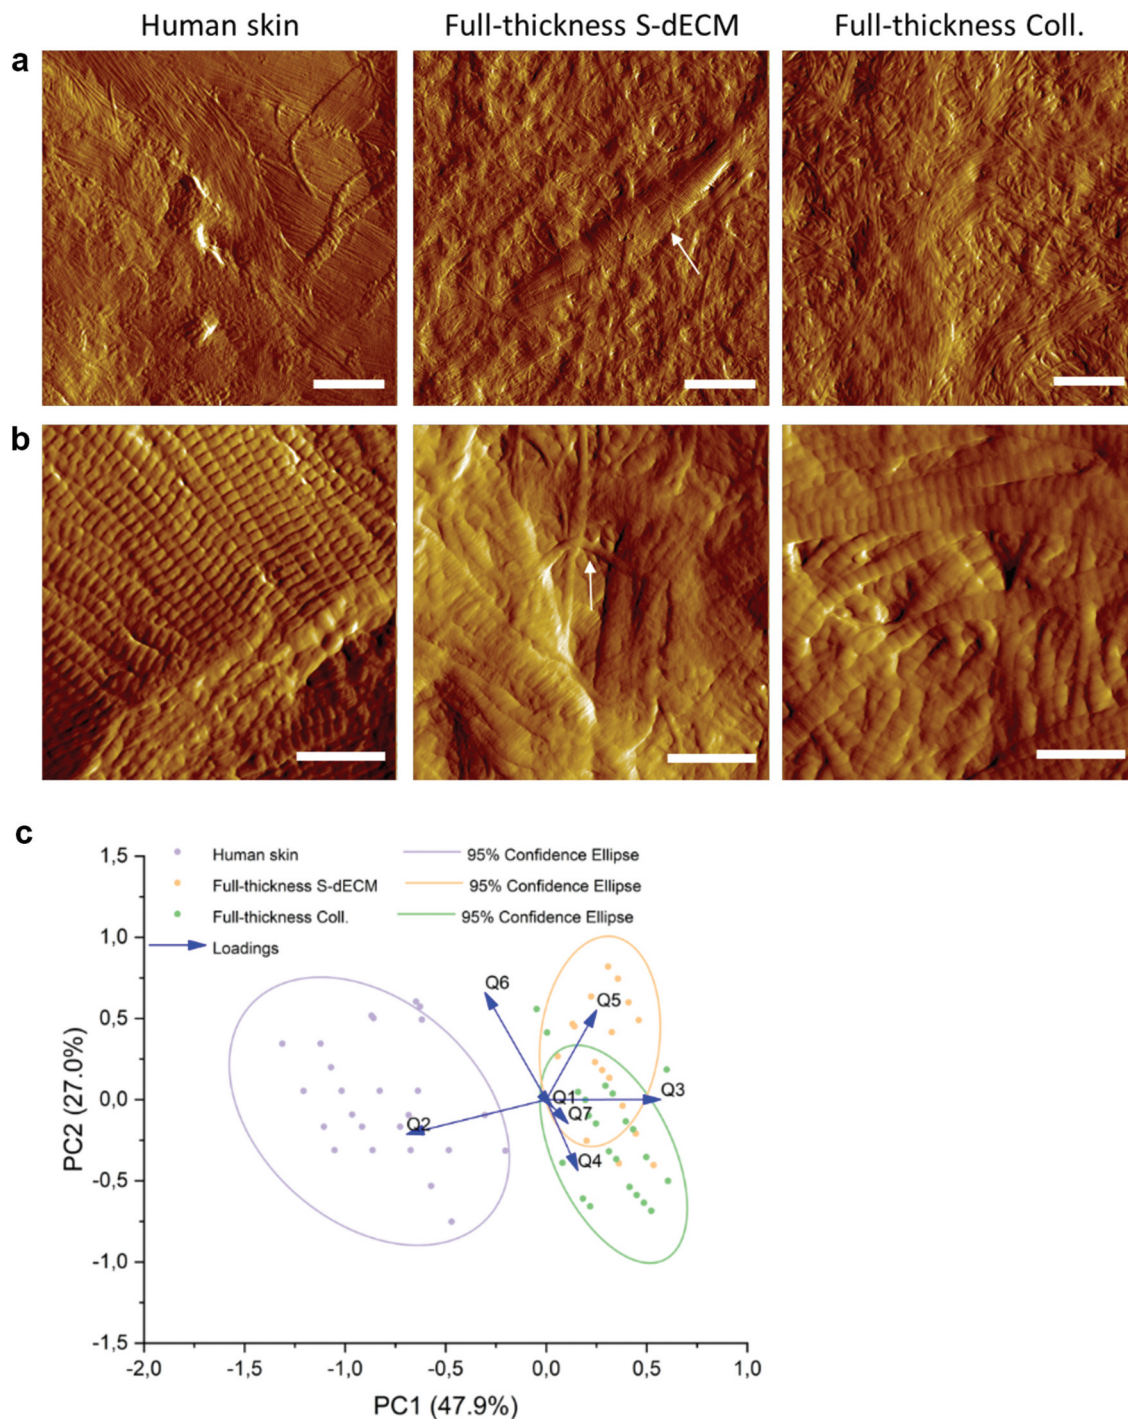 Human skin
Full-thickness S-dECM
Full-thickness Coll.
a
b
c
Human skin
95% Confidence Ellipse
Full-thickness S-dECM
95% Confidence Ellipse
Full-thickness Coll.
95% Confidence Ellipse
Loadings
1,5
1,0
0,5
0,0
-0,5
-1,0
-1,5
PC2 (27.0%)
Q6
Q5
Q1
Q3
Q7
Q2
Q4
-2,0
-1,5
-1,0
-0,5
0,0
0,5
1,0
PC1 (47.9%)